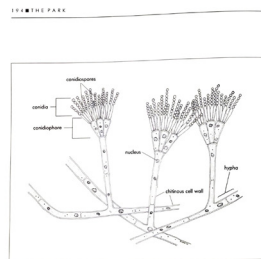 194■THE PARK
conidiospores
conidia
conidiophore
nucleus
hypha
chitinous cell wall